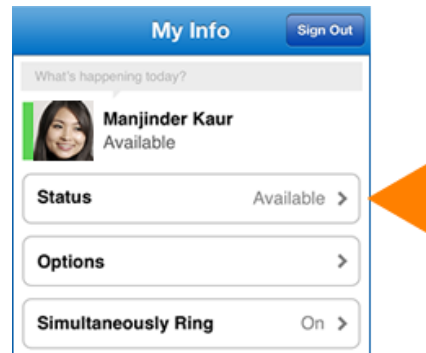 My Info
Sign Out
What's happening today?
Manjinder Kaur
Available
Status Available
Options
Simultaneously Ring On